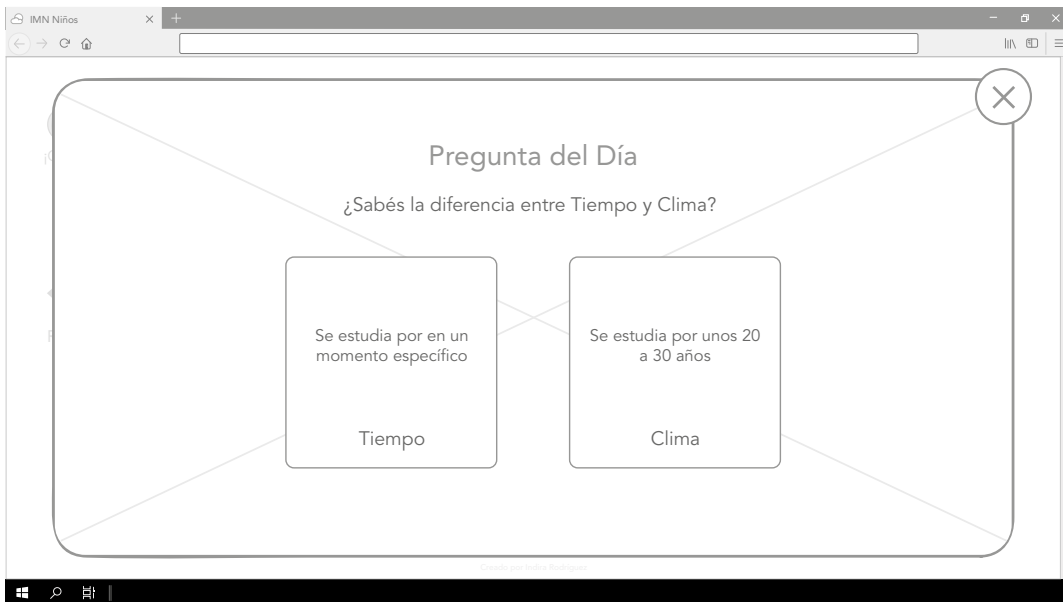 IMN Niños
Pregunta del Día
¿Sabés la diferencia entre Tiempo y Clima?
Se estudia por en un
momento específico
Tiempo
Se estudia por unos 20
a 30 años
Clima